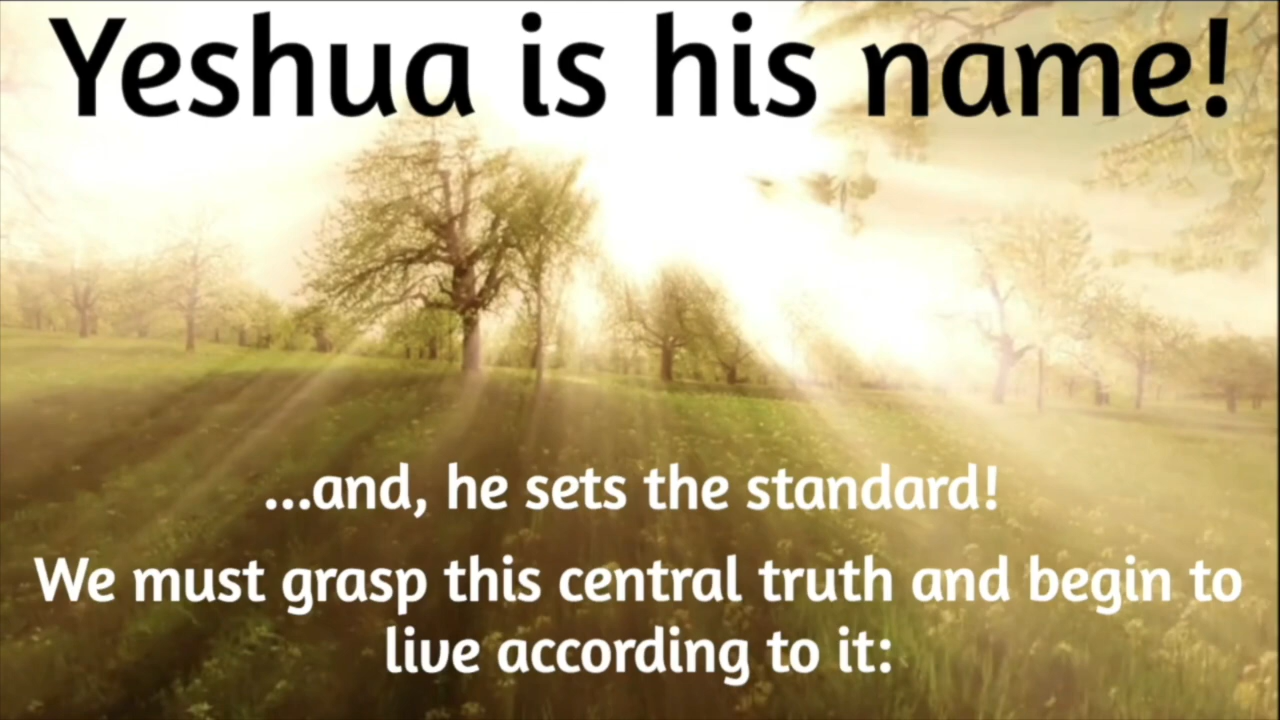 Yeshua is his name!
...and, he sets the standard!
We must grasp this central truth and begin to
live according to it: